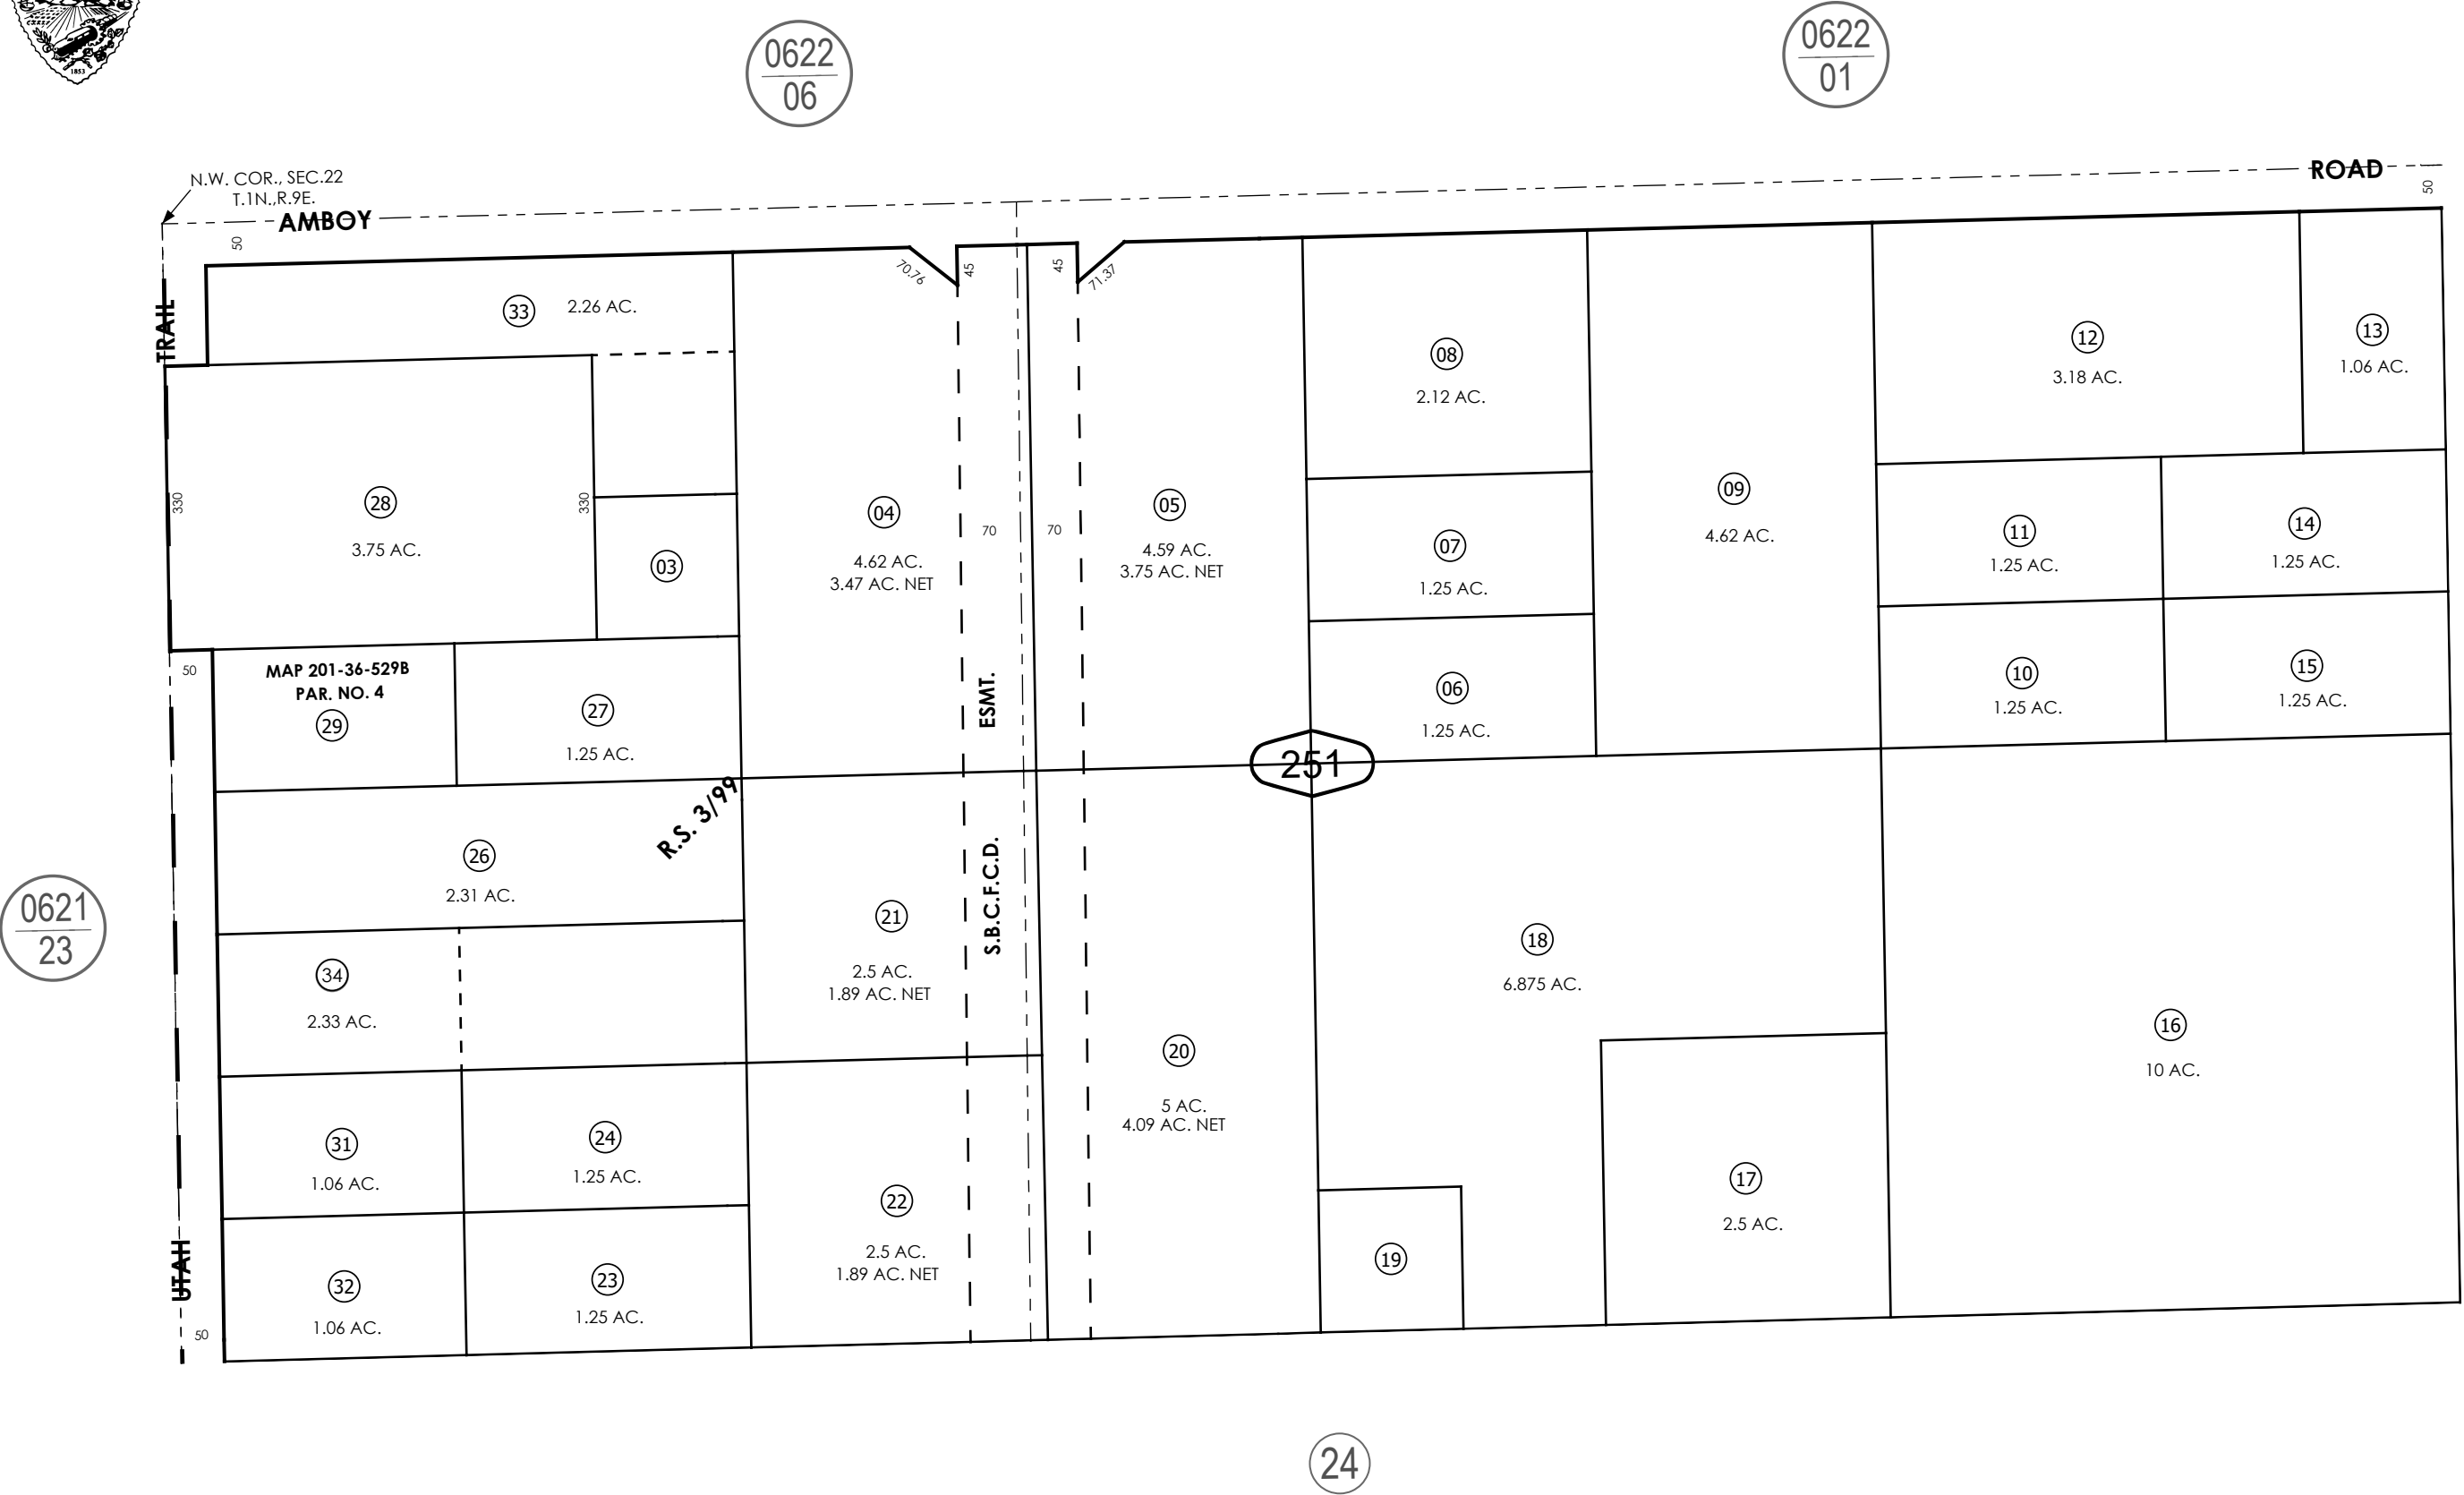 1853
0622
06
0622
01
N.W. COR., SEC.22
T.1N.,R.9E.
AMBOY
ROAD
50
50
TRAIL
33
2.26 AC.
70.76
45
45
71.37
08
2.12 AC.
12
3.18 AC.
13
1.06 AC.
330
28
3.75 AC.
330
03
04
4.62 AC.
3.47 AC. NET
70
70
05
4.59 AC.
3.75 AC. NET
07
1.25 AC.
09
4.62 AC.
11
1.25 AC.
14
1.25 AC.
50
MAP 201-36-529B
PAR. NO. 4
29
27
1.25 AC.
ESMT.
06
1.25 AC.
10
1.25 AC.
15
1.25 AC.
251
R.S. 3/99
26
2.31 AC.
0621
23
34
2.33 AC.
21
2.5 AC.
1.89 AC. NET
S.B.C.F.C.D.
18
6.875 AC.
16
10 AC.
20
5 AC.
4.09 AC. NET
31
1.06 AC.
24
1.25 AC.
22
2.5 AC.
1.89 AC. NET
17
2.5 AC.
19
UTAH
32
1.06 AC.
23
1.25 AC.
50
24